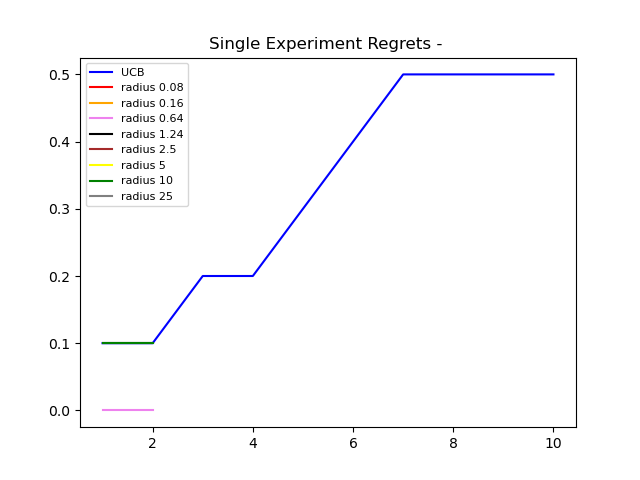 Single Experiment Regrets -
UCB
radius 0.08
radius 0.16
radius 0.64
radius 1.24
radius 2.5
radius 5
radius 10
radius 25
0.5
0.4
0.3
0.2
0.1
0.0
2 4 6 8 10